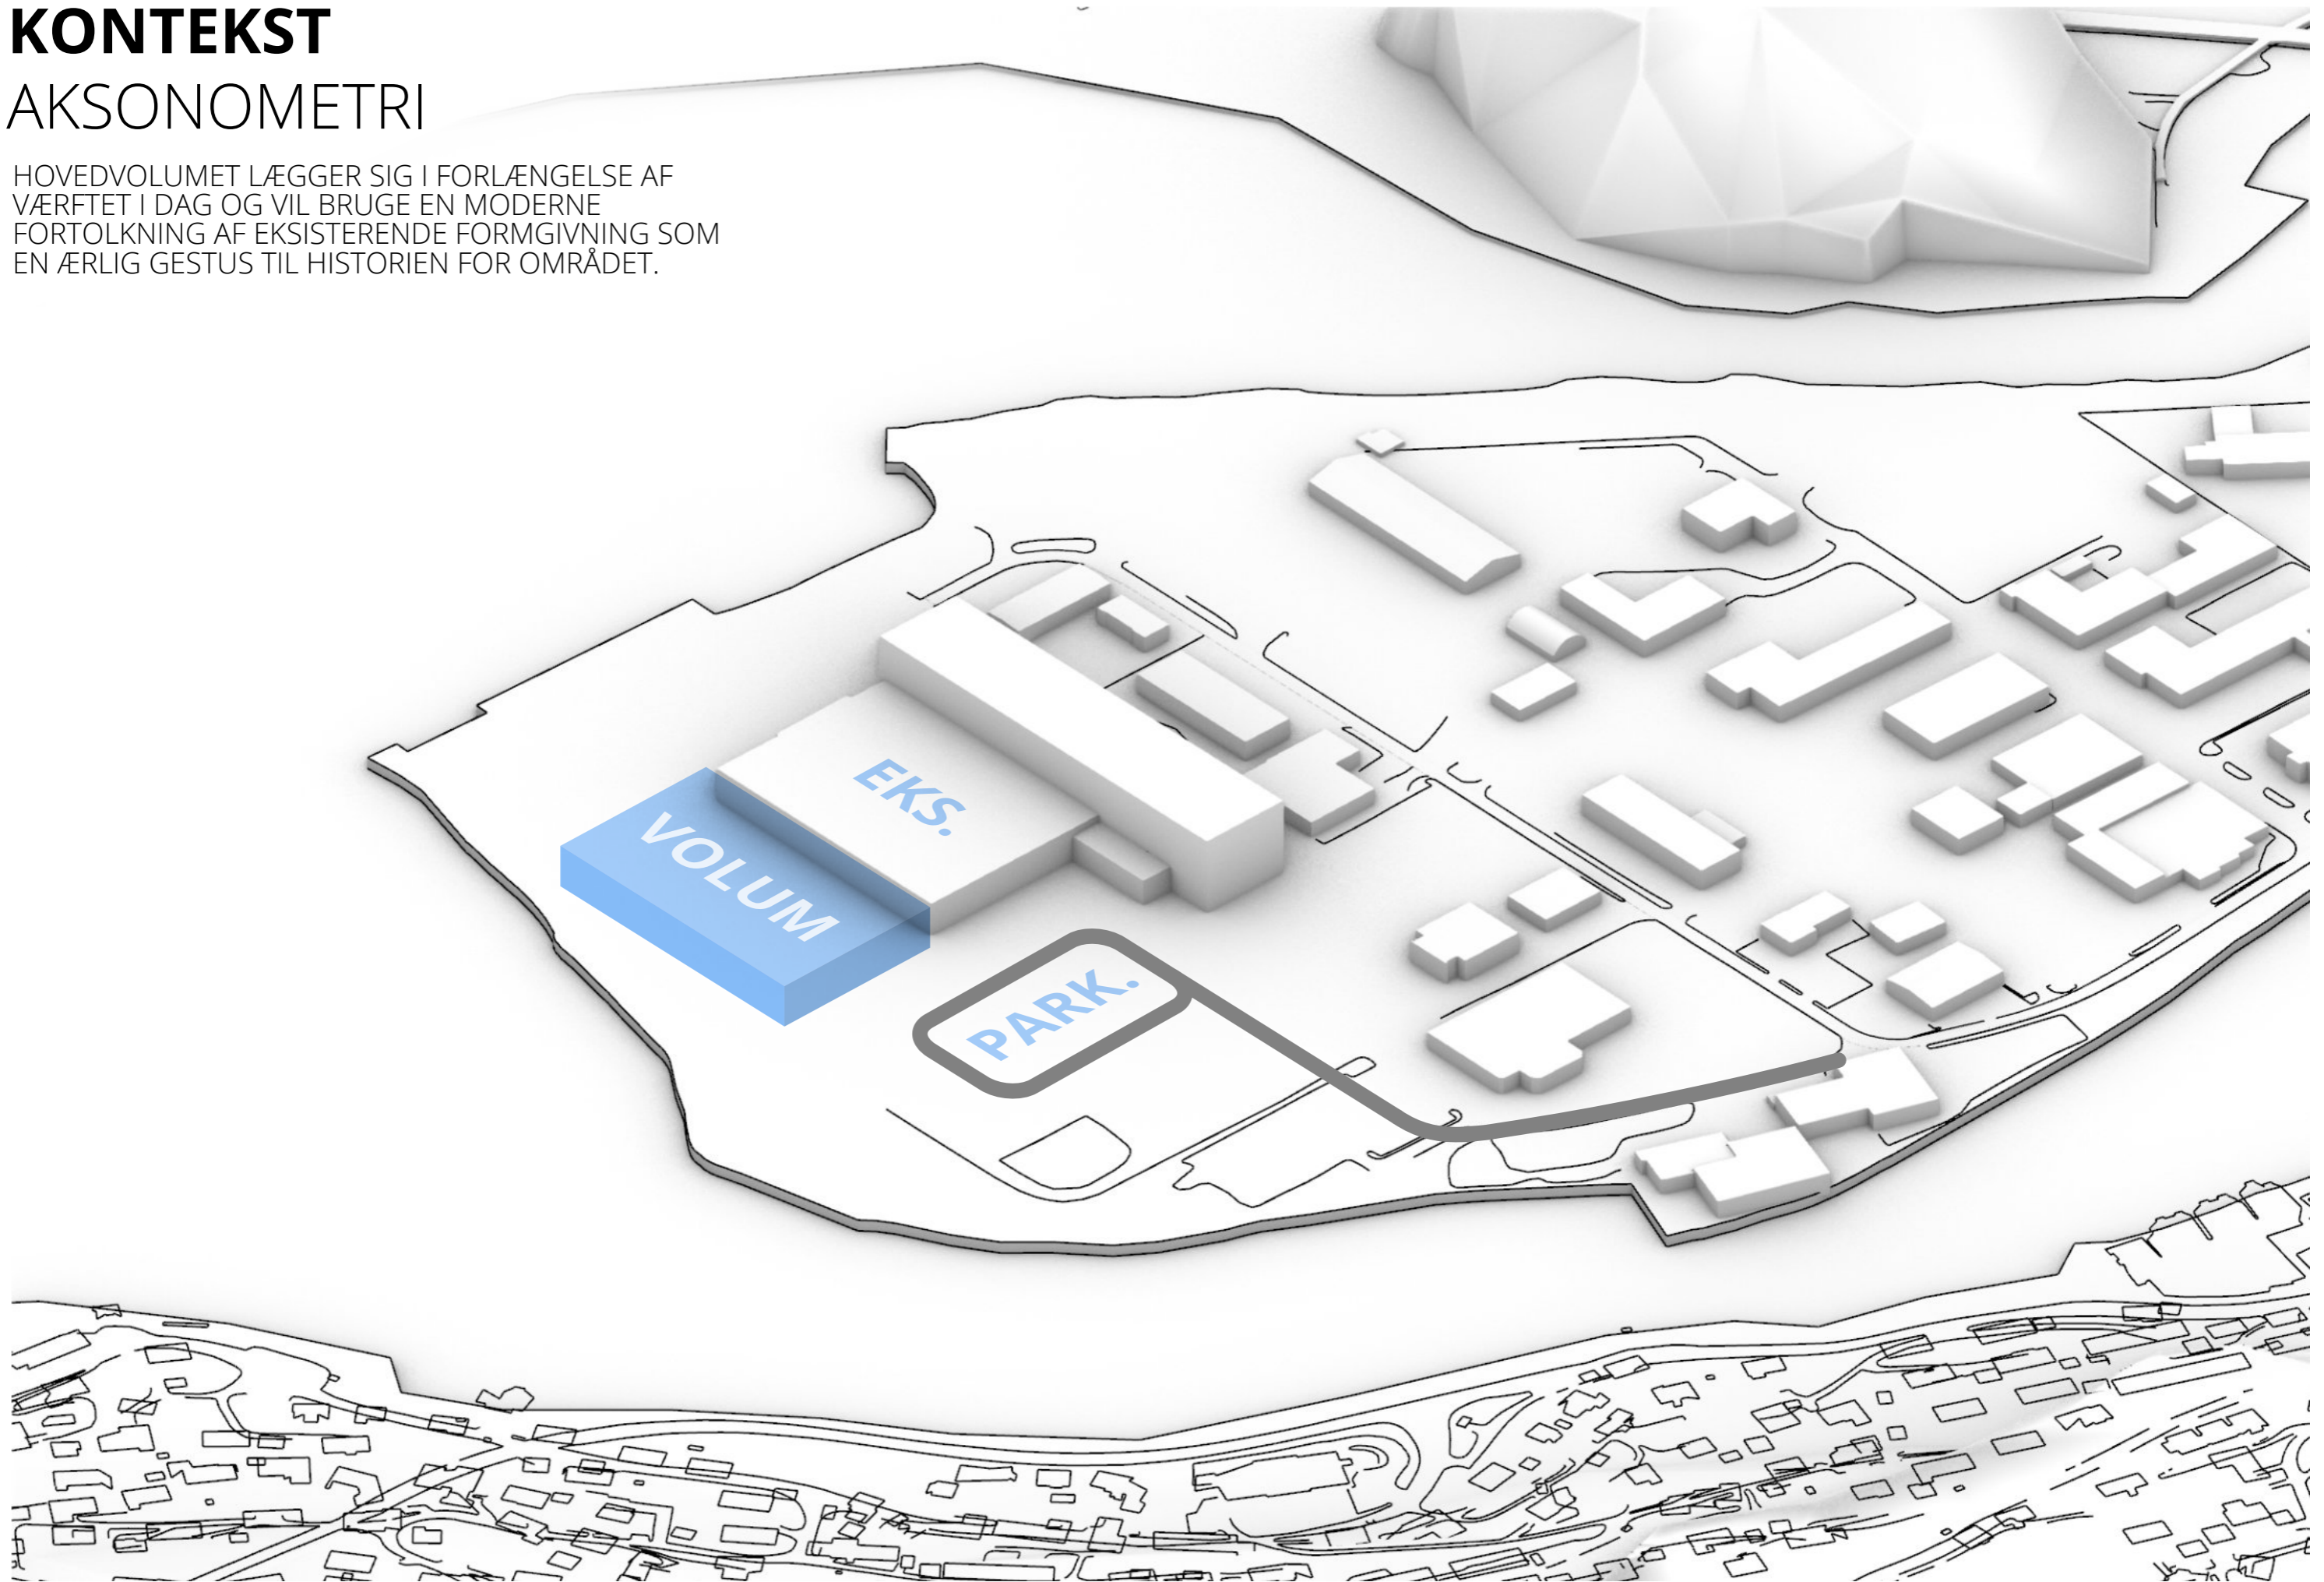 KONTEKST
AKSONOMETRI
HOVEDVOLUMET LÆGGER SIG I FORLÆNGELSE AF
VÆRFTET I DAG OG VIL BRUGE EN MODERNE
FORTOLKNING AF EKSISTERENDE FORMGIVNING SOM
EN ÆRLIG GESTUS TIL HISTORIEN FOR OMRÅDET.
EKS.
VOLUM
PARK.